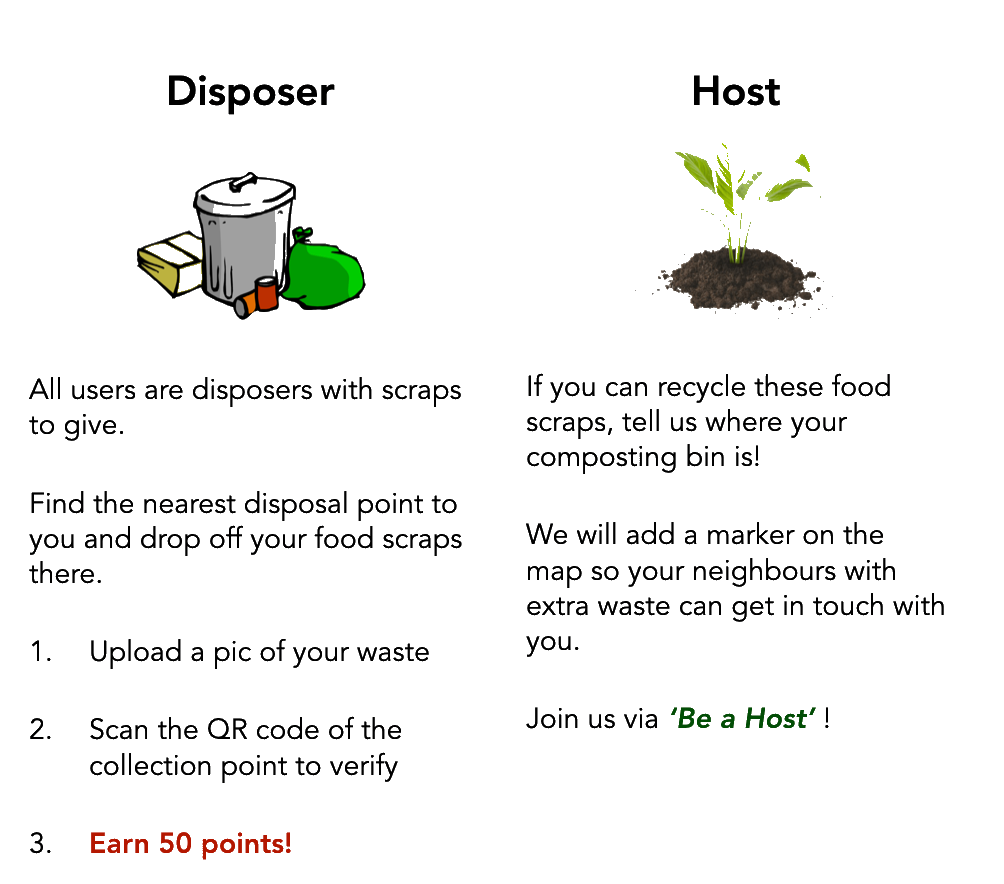 Disposer
All users are disposers with scraps
to give.
Find the nearest disposal point to
you and drop off your food scraps
there.
1. Upload a pic of your waste
2. Scan the QR code of the
collection point to verify
3. Earn 50 points!
Host
If you can recycle these food
scraps, tell us where your
composting bin is!
We will add a marker on the
map so your neighbours with
extra waste can get in touch with
you.
Join us via ‘Be a Host’ !